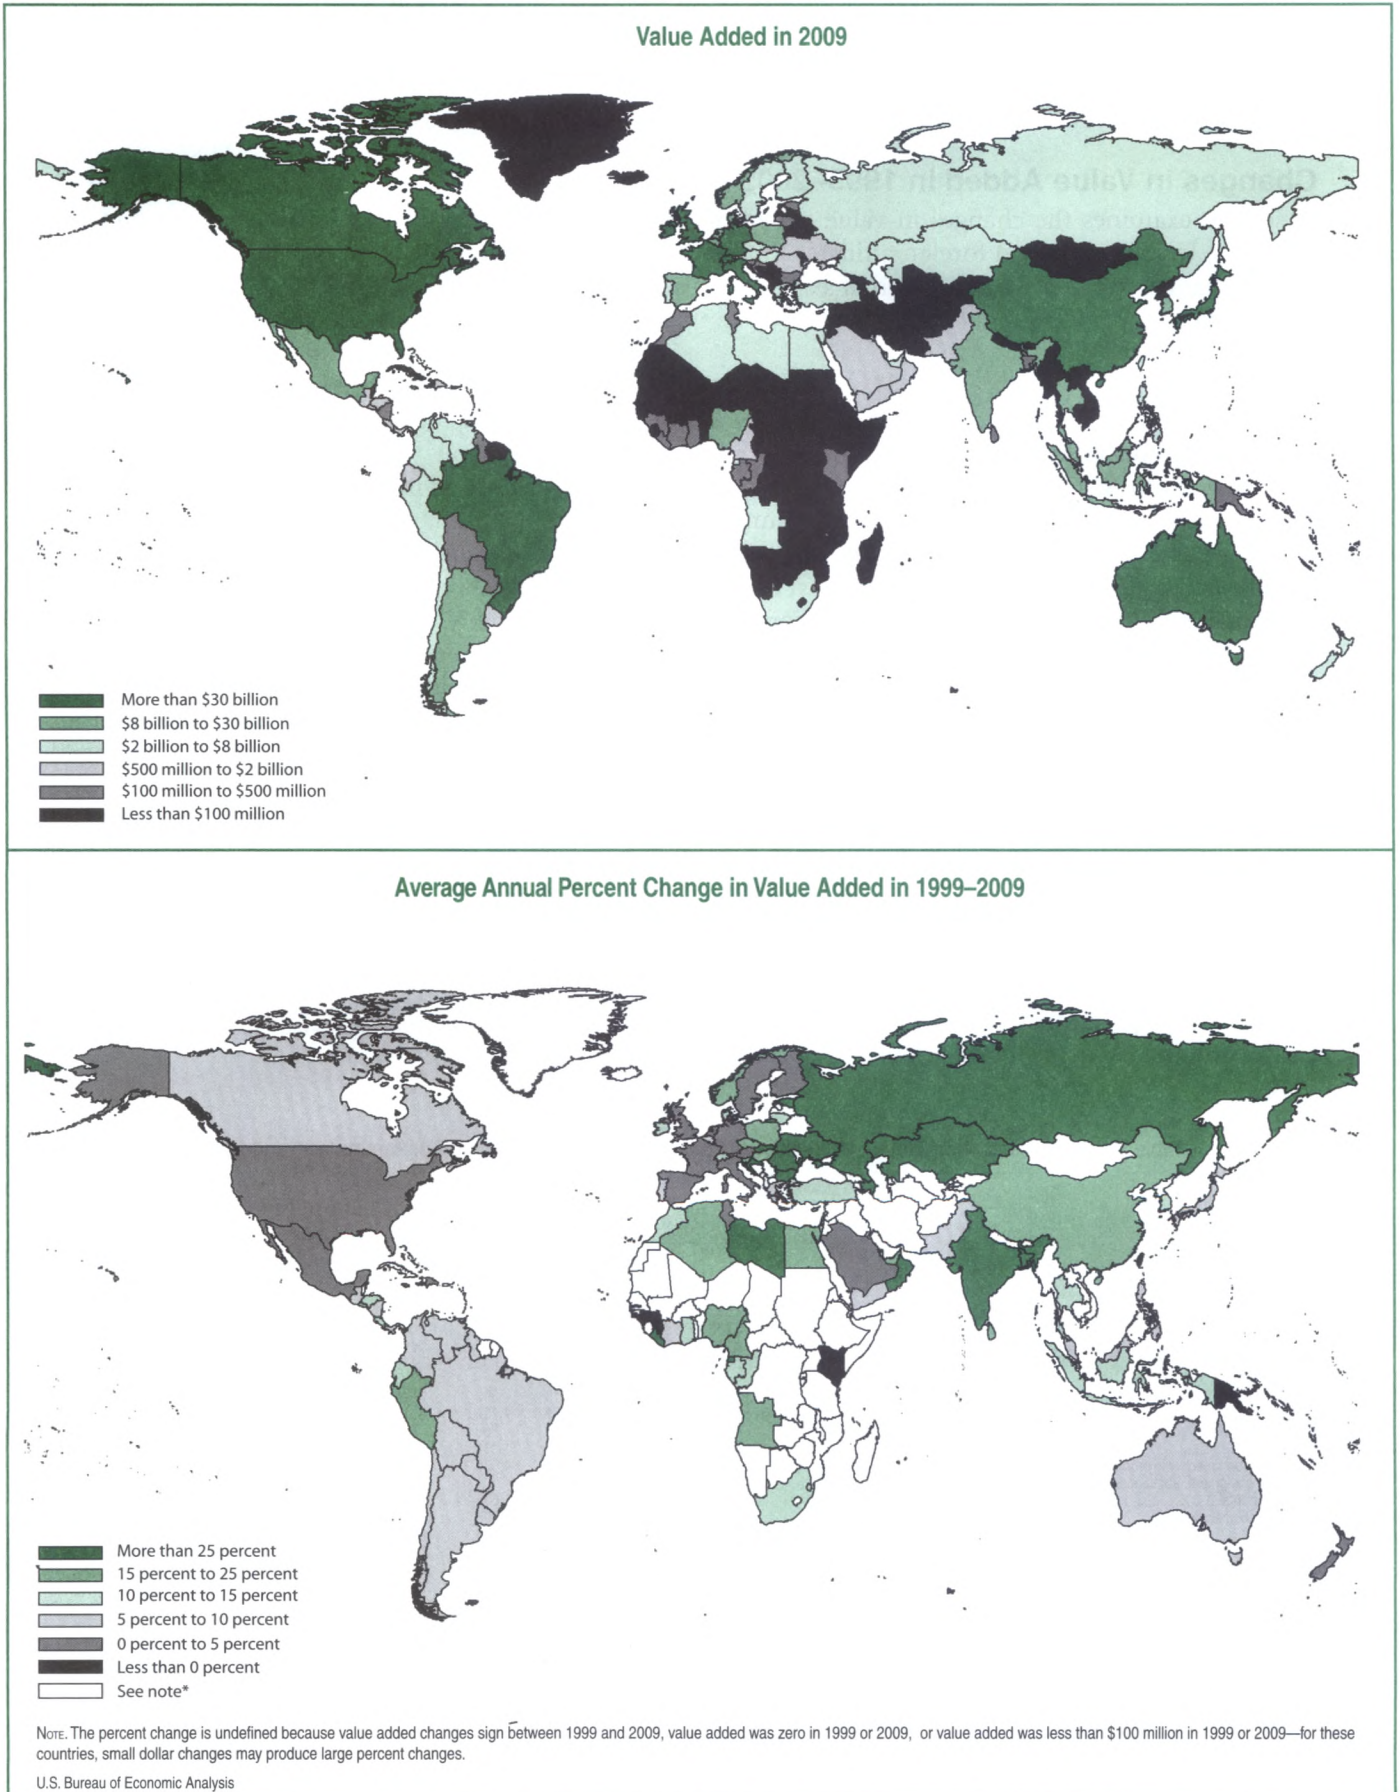 Value Added in 2009
More than $30 billion
$8 billion to $30 billion
$2 billion to $8 billion
$500 million to $2 billion
$100 million to $500 million
Less than $100 million
Average Annual Percent Change in Value Added in 1999–2009
More than 25 percent
15 percent to 25 percent
10 percent to 15 percent
5 percent to 10 percent
0 percent to 5 percent
Less than 0 percent
See note*
NOTE. The percent change is undefined because value added changes sign between 1999 and 2009, value added was zero in 1999 or 2009, or value added was less than $100 million in 1999 or 2009—for these
countries, small dollar changes may produce large percent changes.
U.S. Bureau of Economic Analysis